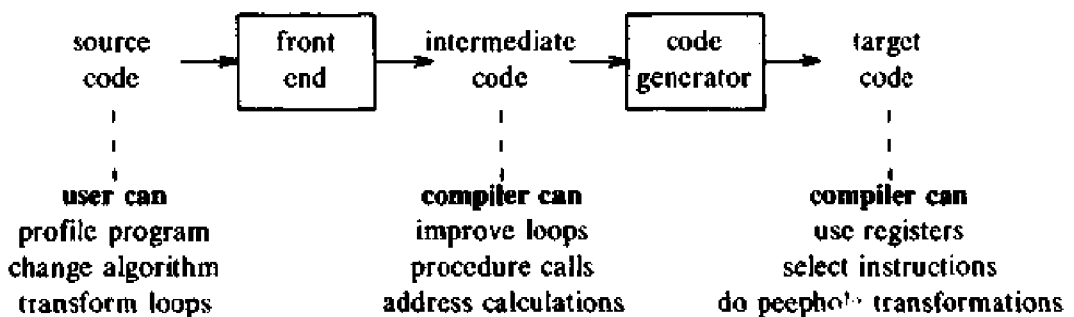 source code
front end
intermediate code
code generator
target code
user can
profile program
change algorithm
transform loops
compiler can
improve loops
procedure calls
address calculations
compiler can
use registers
select instructions
do peephole transformations